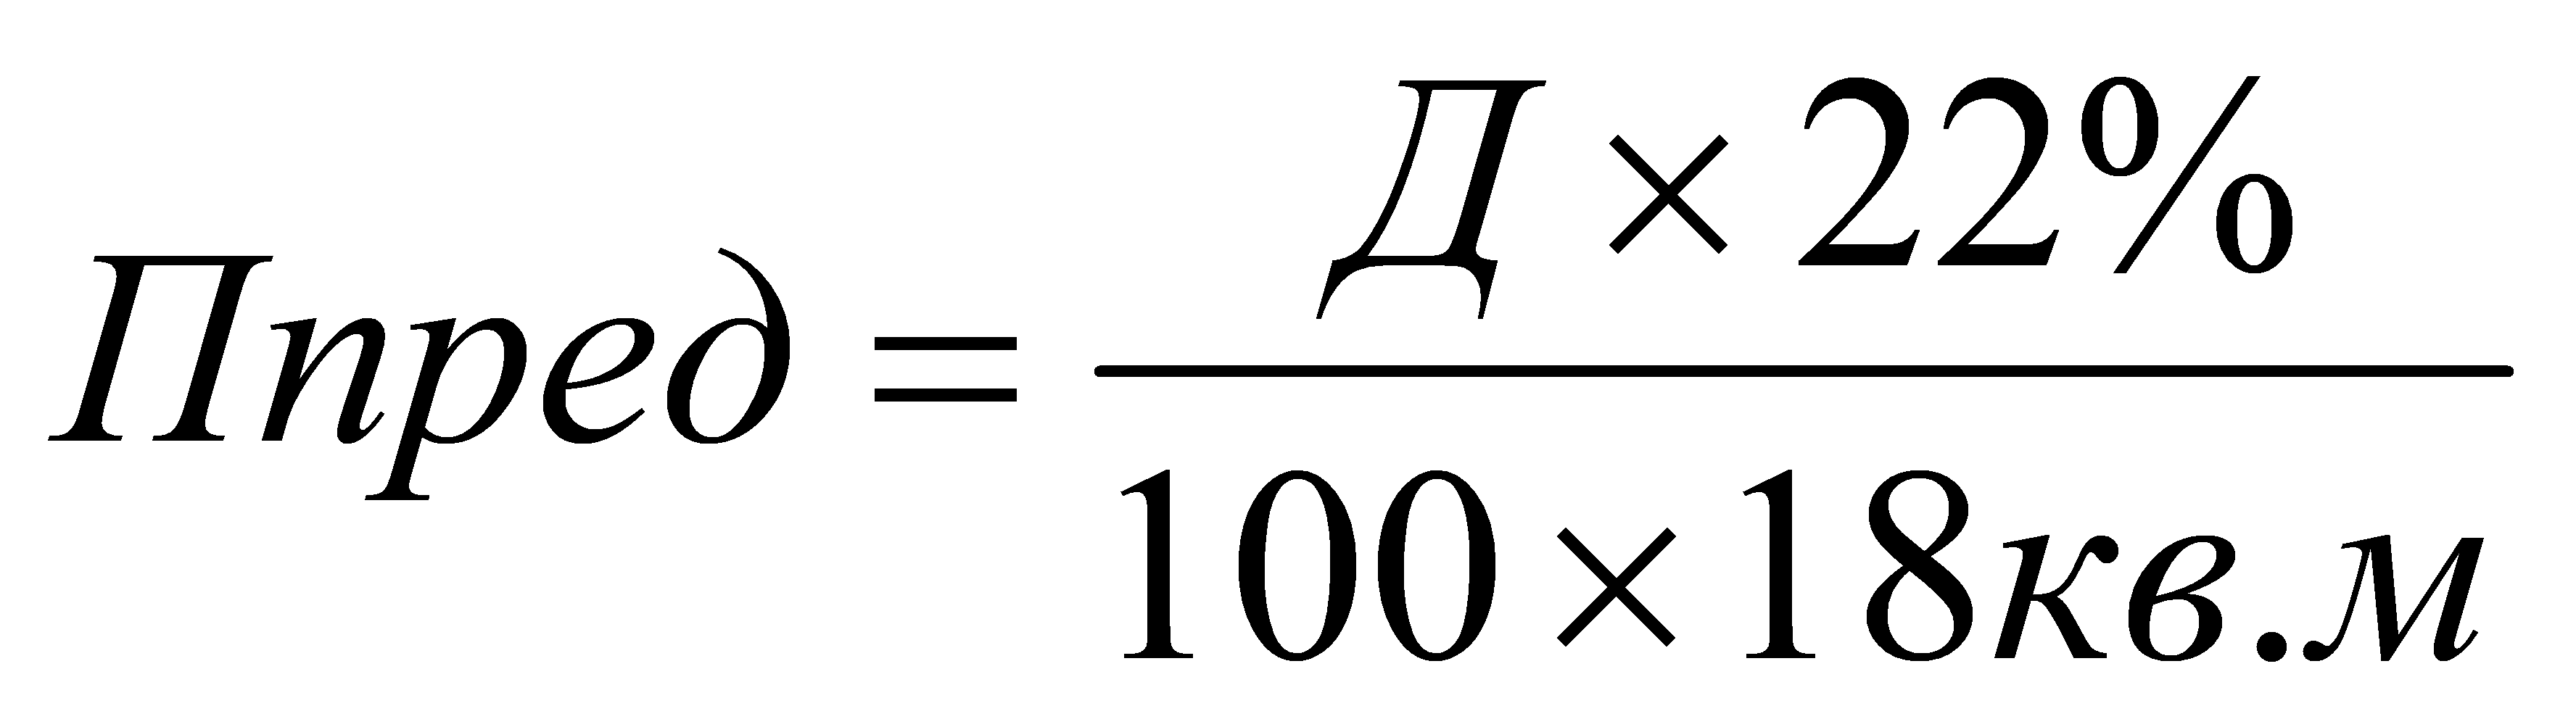 Ппред = Д × 22% / 100 × 18кв.м